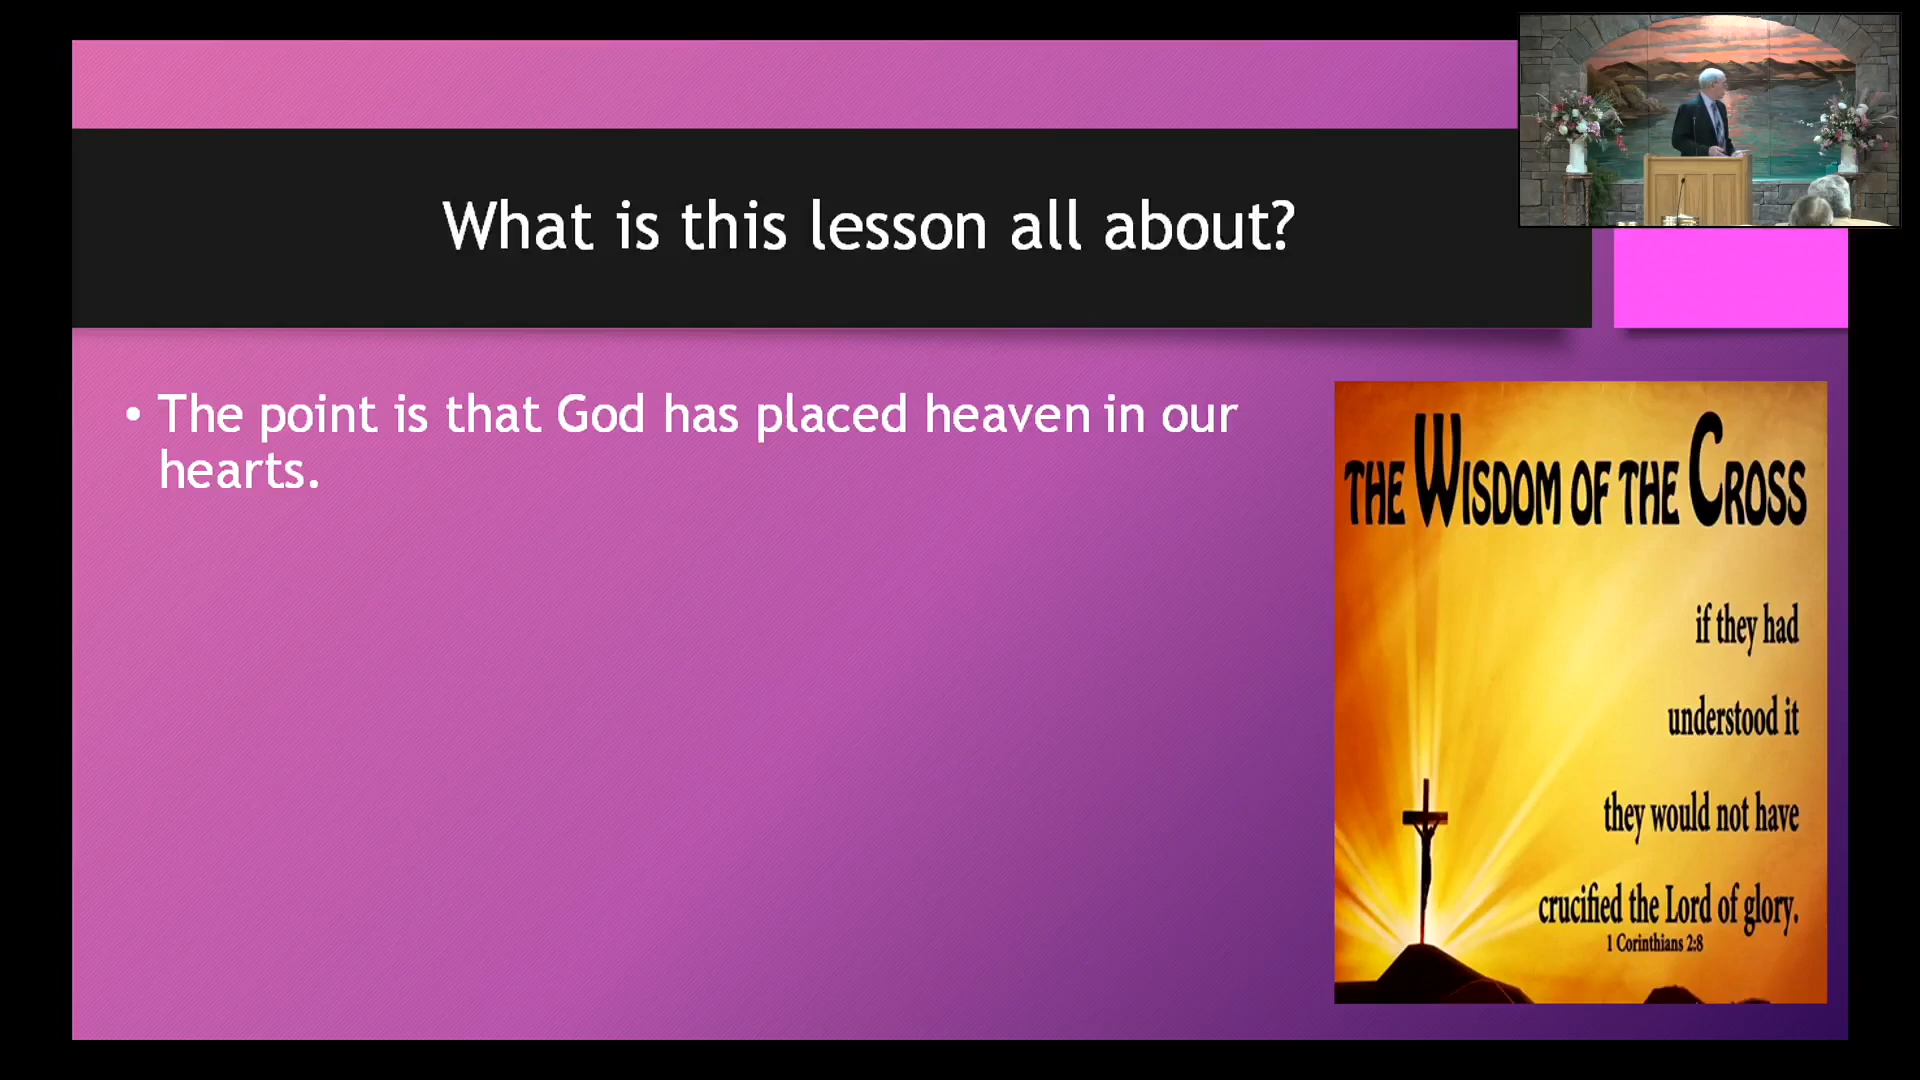 What is this lesson all about?
• The point is that God has placed heaven in our
hearts.
THE WISDOM OF THE CROSS
if they had
understood it
they would not have
crucified the Lord of glory.
1 Corinthians 2:8